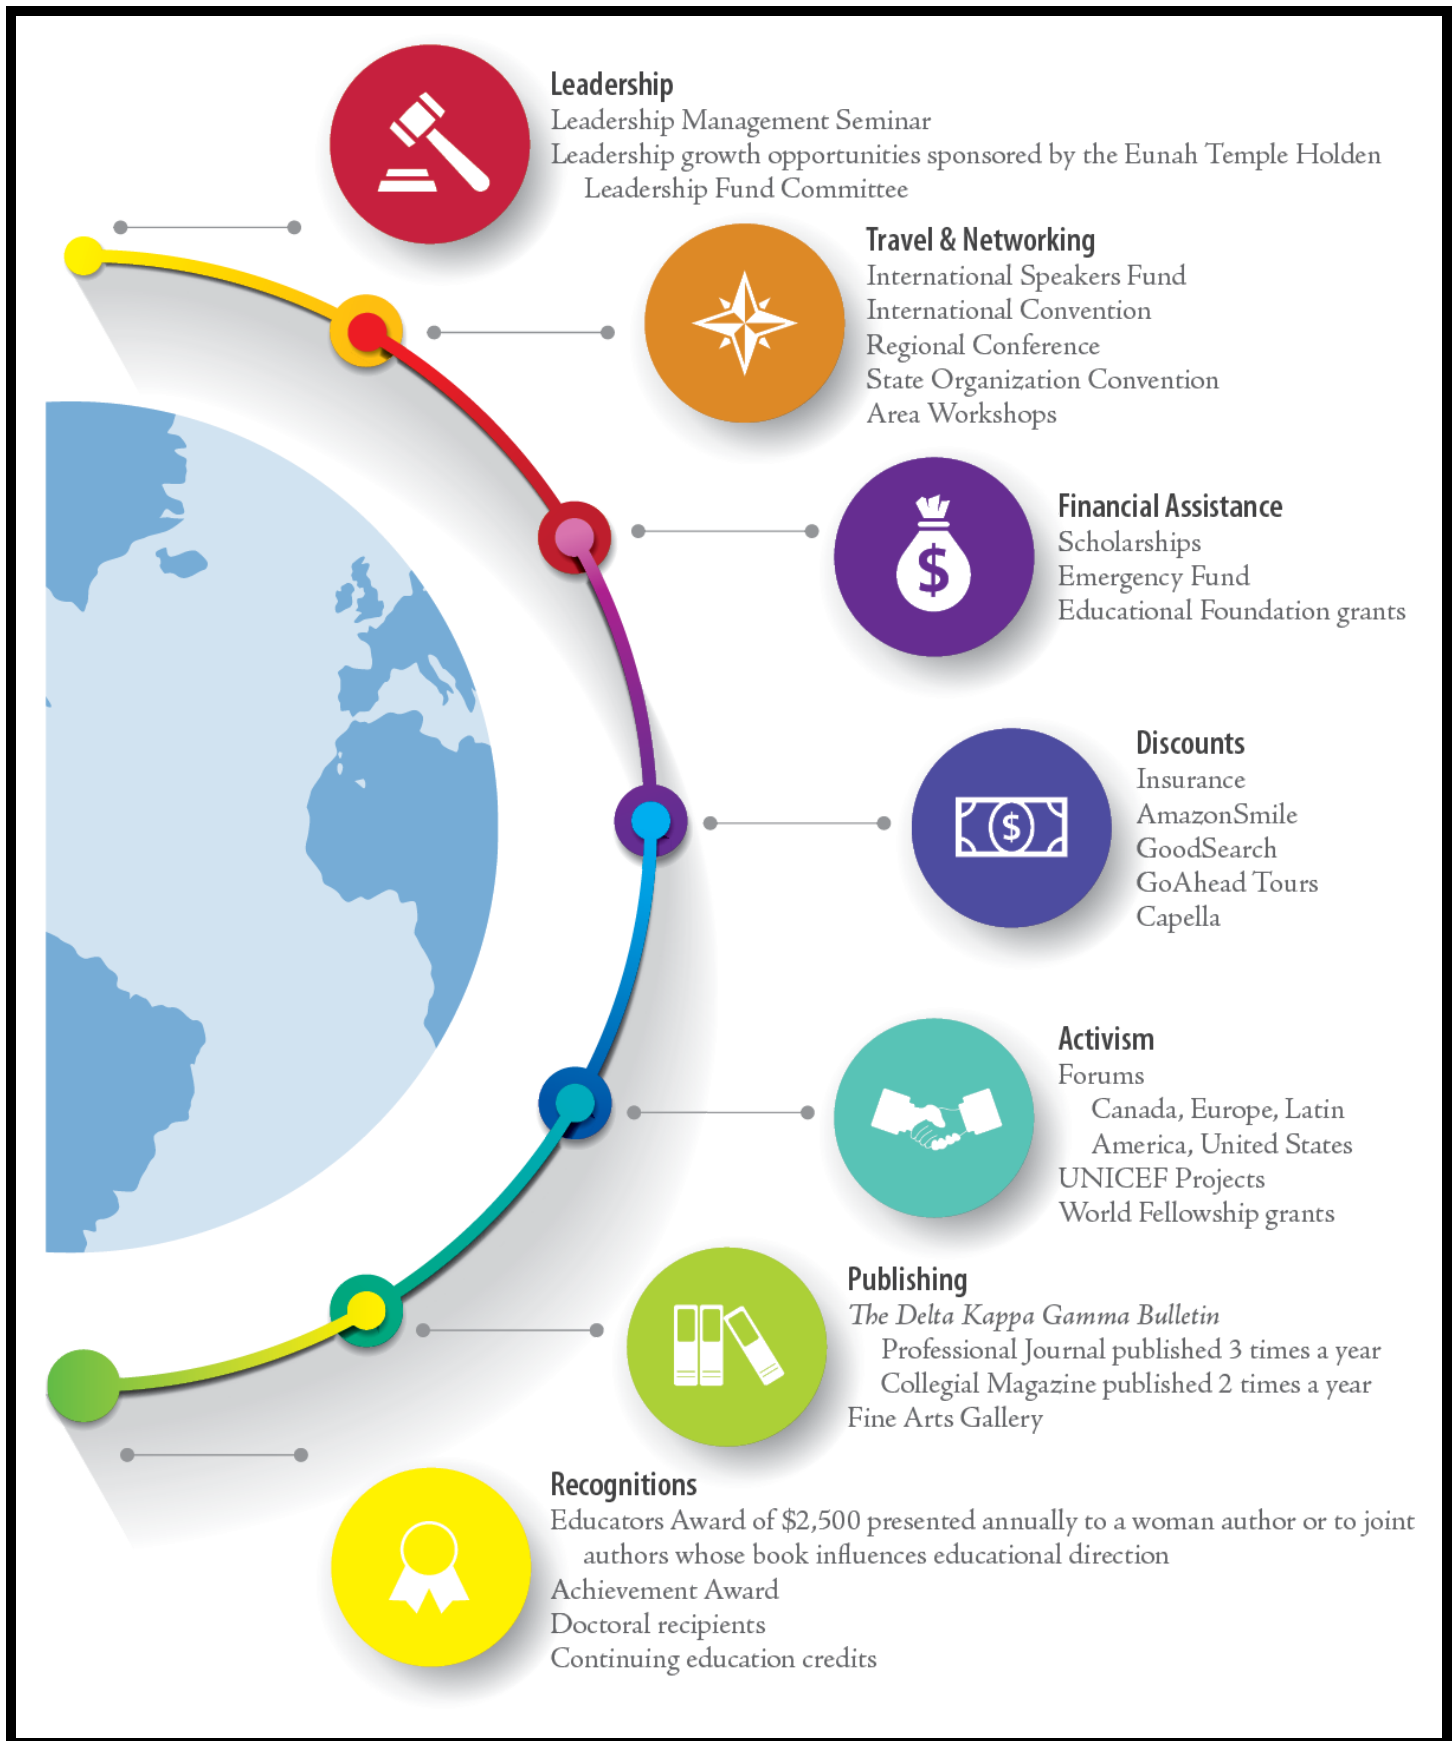 Leadership
Leadership Management Seminar
Leadership growth opportunities sponsored by the Eunah Temple Holden
Leadership Fund Committee
Travel & Networking
International Speakers Fund
International Convention
Regional Conference
State Organization Convention
Area Workshops
Financial Assistance
Scholarships
Emergency Fund
Educational Foundation grants
$
Discounts
Insurance
AmazonSmile
GoodSearch
GoAhead Tours
Capella
$
Activism
Forums
Canada, Europe, Latin
America, United States
UNICEF Projects
World Fellowship grants
Publishing
The Delta Kappa Gamma Bulletin
Professional Journal published 3 times a year
Collegial Magazine published 2 times a year
Fine Arts Gallery
Recognitions
Educators Award of $2,500 presented annually to a woman author or to joint
authors whose book influences educational direction
Achievement Award
Doctoral recipients
Continuing education credits